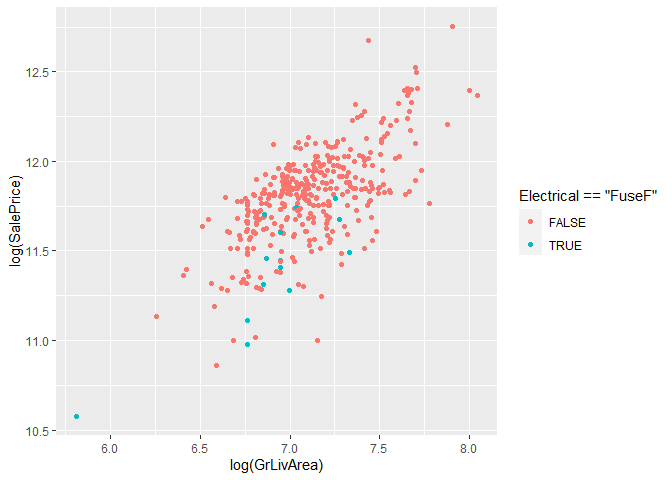 12.5
12.0
11.5
11.0
10.5
log(SalePrice)
6.0 6.5 7.0 7.5 8.0
log(GrLivArea)
Electrical == "FuseF"
FALSE
TRUE